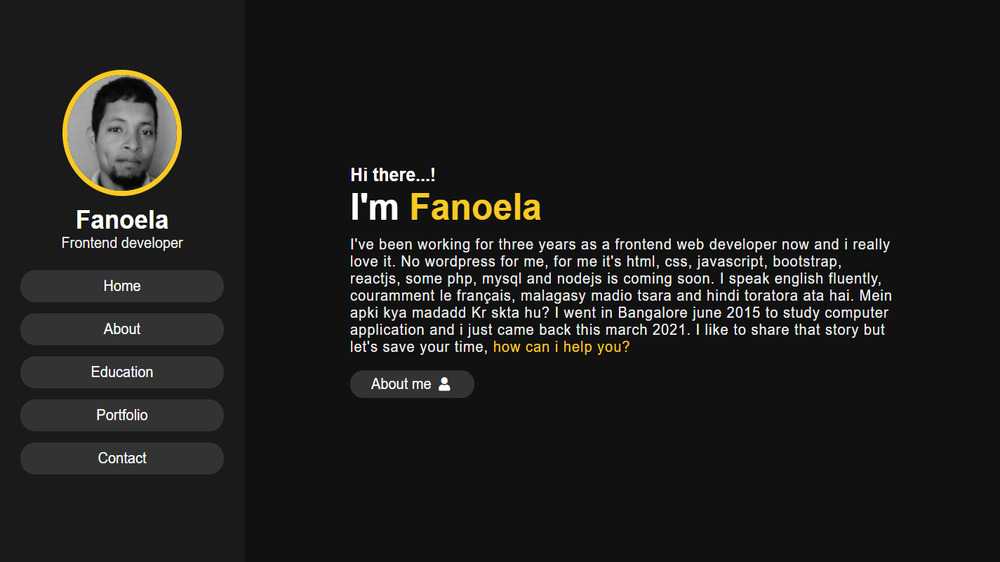 Fanoela
Frontend developer
Home
About
Education
Portfolio
Contact
Hi there...!
I'm Fanoela
I've been working for three years as a frontend web developer now and i really
love it. No wordpress for me, for me it's html, css, javascript, bootstrap,
reactjs, some php, mysql and nodejs is coming soon. I speak english fluently,
couramment le français, malagasy madio tsara and hindi toratora ata hai. Mein
apki kya madadd Kr skta hu? I went in Bangalore june 2015 to study computer
application and i just came back this march 2021. I like to share that story but
let's save your time, how can i help you?
About me